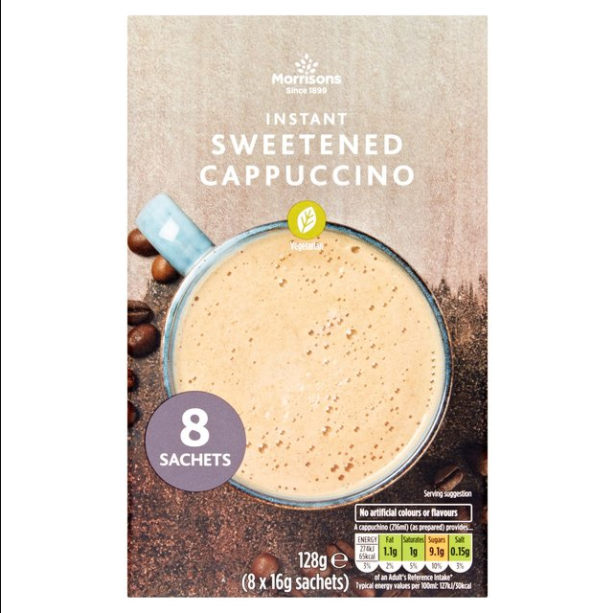 Morrisons
Since 1899
INSTANT
SWEETENED
CAPPUCCINO
Vegetarian
8
SACHETS
Serving suggestion
No artificial colours or flavours
A cappuccino (216ml) (as prepared) provides...
ENERGY Fat Saturates Sugars Salt
274kJ 65kcal 1.1g 1g 9.1g 0.15g
3% 2% 5% 10% 3%
of an Adult's Reference Intake*
Typical energy values per 100ml: 127kJ/30kcal
128g e
(8 x 16g sachets)